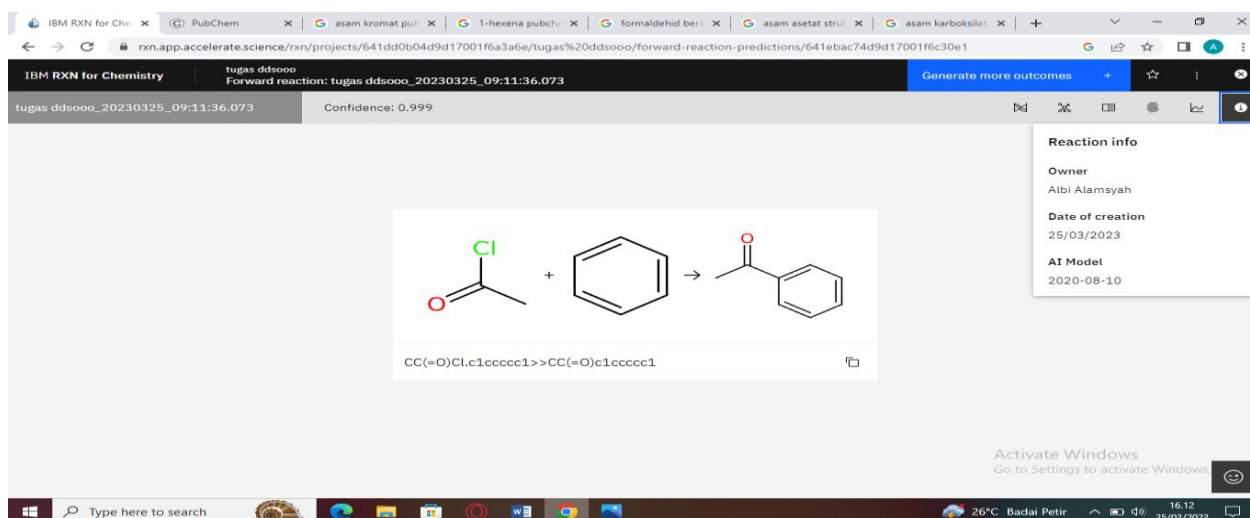 IBM RXN for Che
PubChem
asam kromat pub
1-hexena pubche
formaldehid ber
asam asetat stru
asam karboksilat
rxn.app.accelerate.science/rxn/projects/641dd0b04d9d17001f6a3a6e/tugas%20ddsooo/forward-reaction-predictions/641ebac74d9d17001f6c30e1
IBM RXN for Chemistry
tugas ddsooo
Forward reaction: tugas ddsooo_20230325_09:11:36.073
Generate more outcomes +
tugas ddsooo_20230325_09:11:36.073
Confidence: 0.999
Reaction info
Owner
Albi Alamsyah
Date of creation
25/03/2023
AI Model
2020-08-10
Cl
O
+
→
O
CC(=O)Cl.c1ccccc1>>CC(=O)c1ccccc1
Activate Windows
Go to Settings to activate Windows.
Type here to search
26°C Badai Petir
16.12
25/03/2023